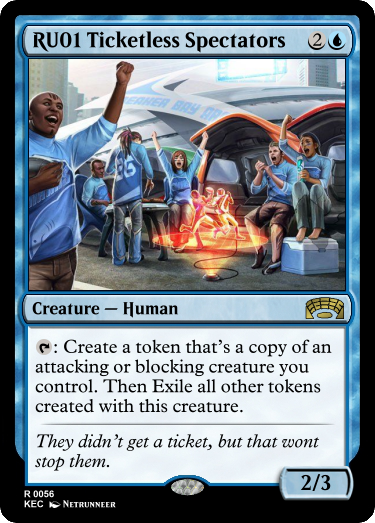 RU01 Ticketless Spectators 2
Creature — Human
: Create a token that's a copy of an
attacking or blocking creature you
control. Then Exile all other tokens
created with this creature.
They didn't get a ticket, but that wont
stop them.
2/3
R 0056
KEC Netrunneer